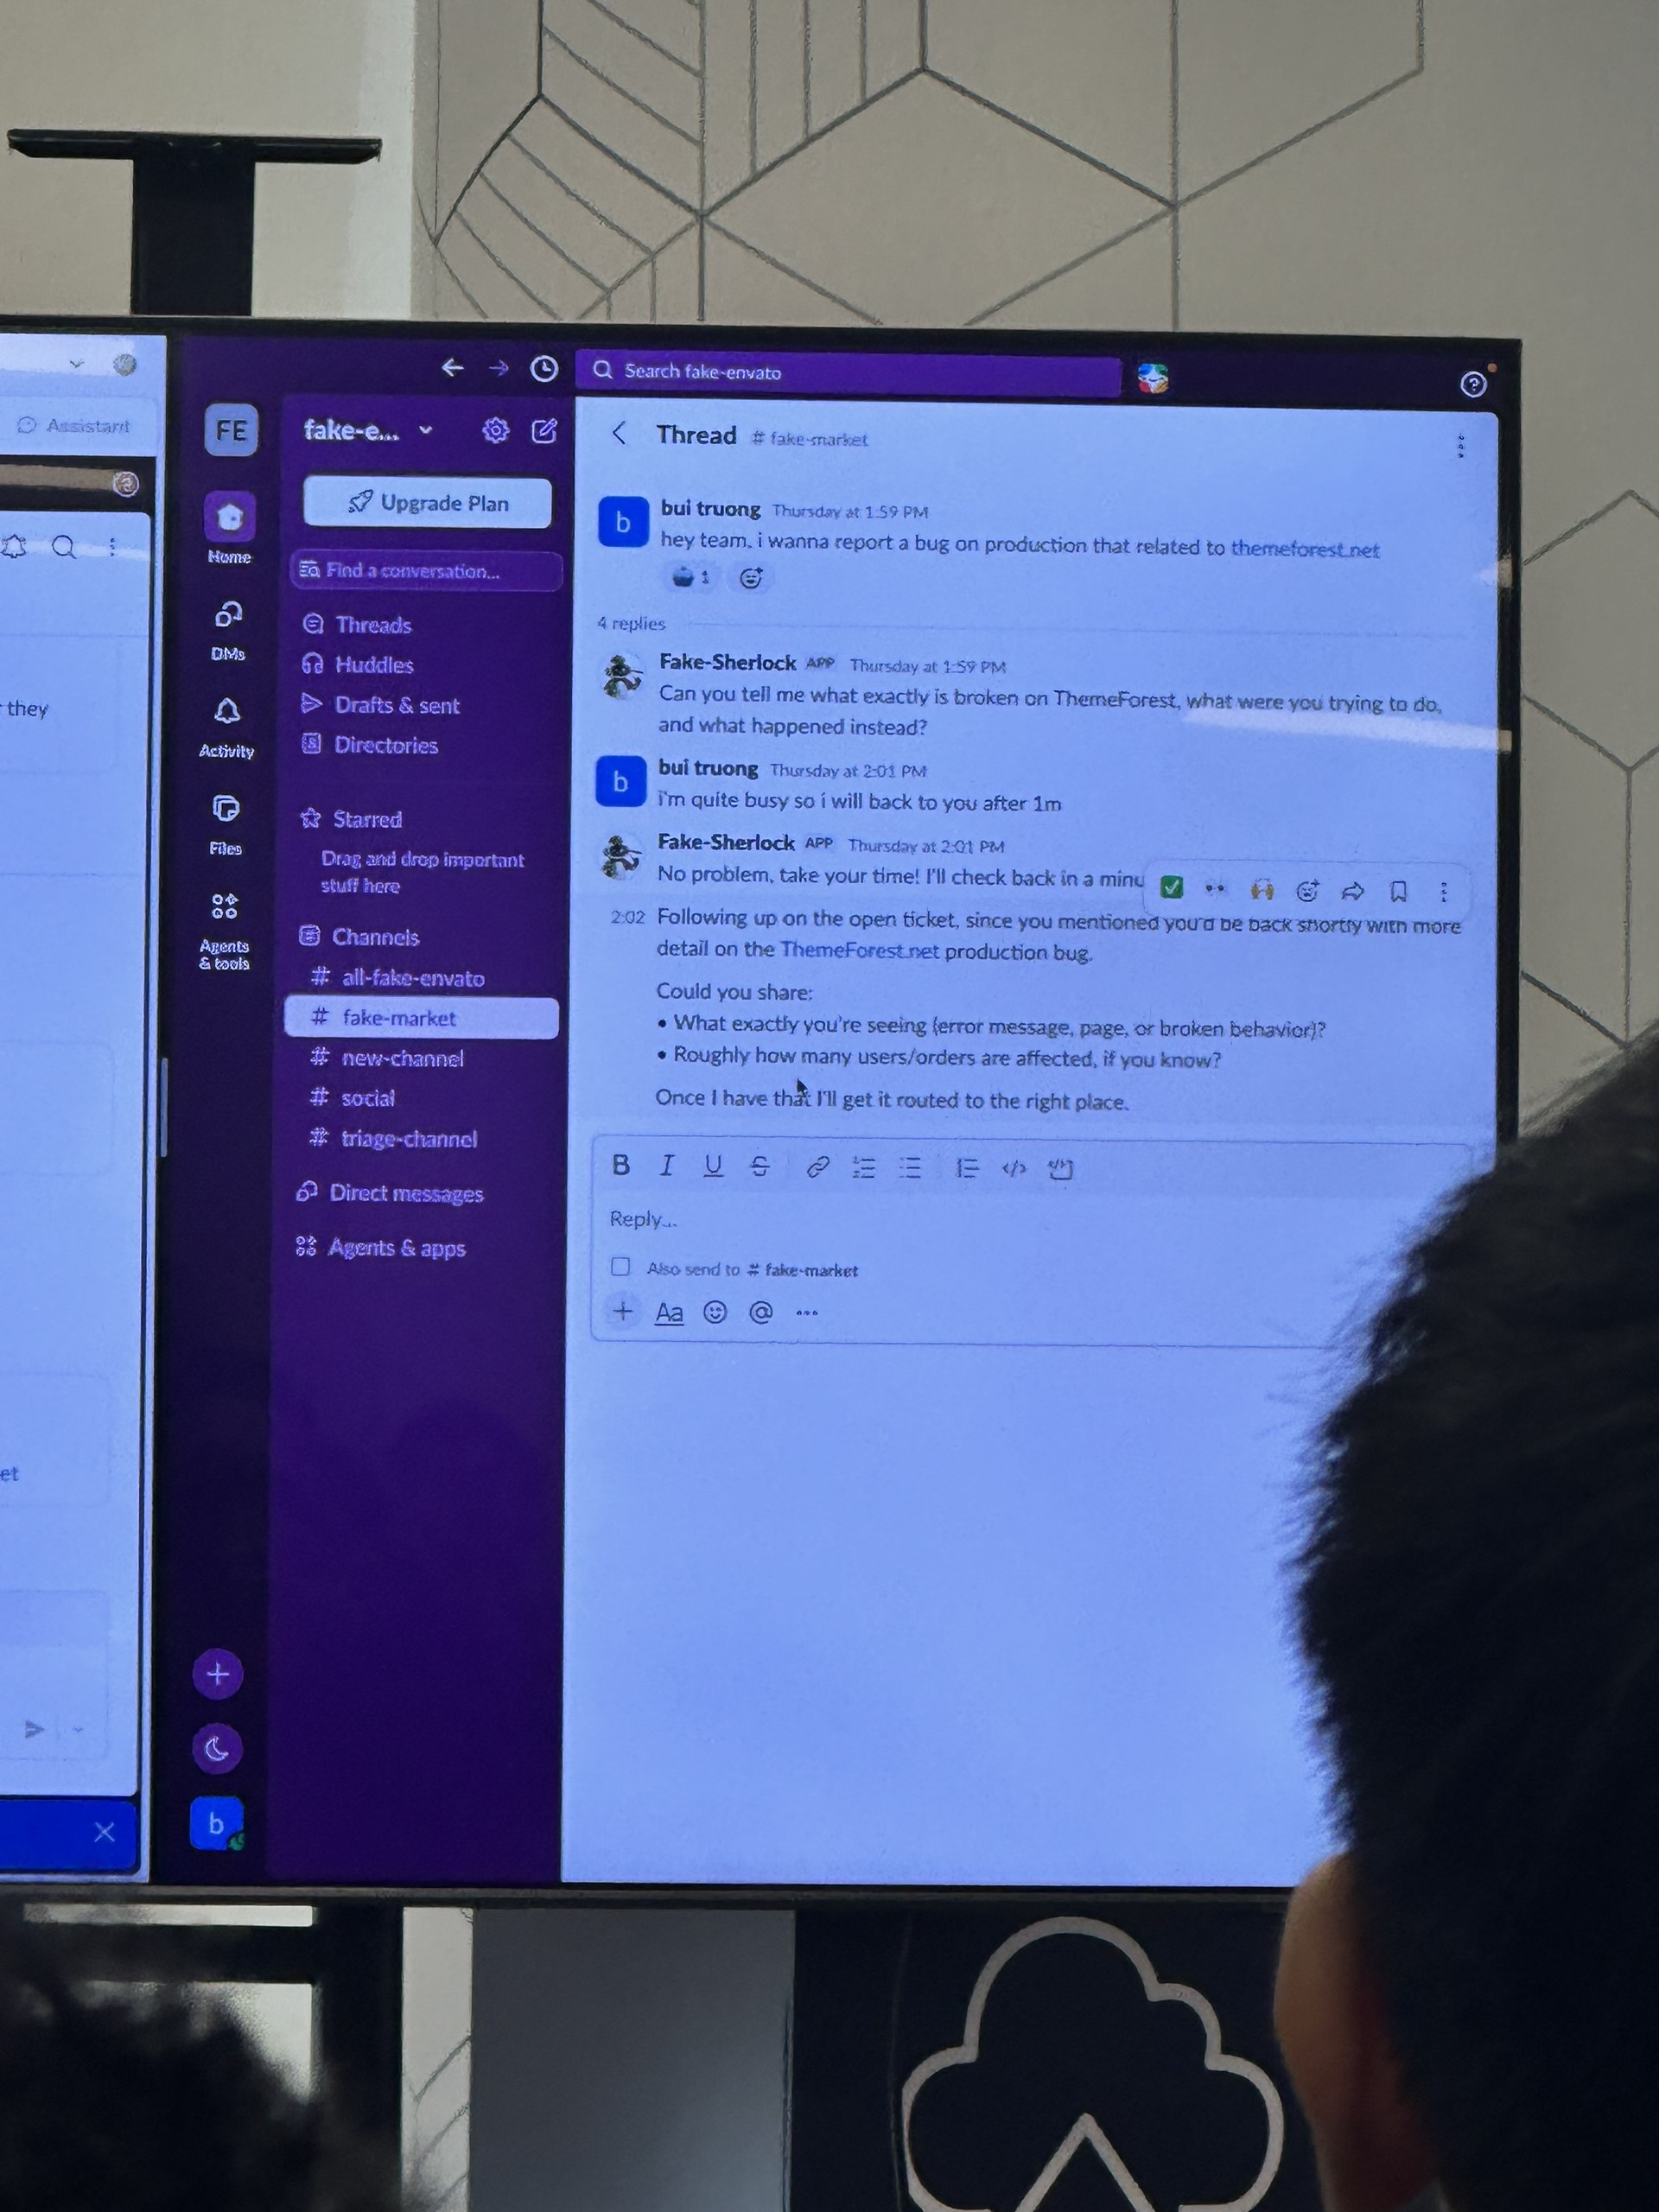 Search fake-envato
Assistant
FE
fake-e...
Thread # fake-market
Upgrade Plan
b
bui truong Thursday at 1:59 PM
hey team, i wanna report a bug on production that related to themeforest.net
1
Home
Find a conversation...
4 replies
Threads
DMs
Huddles
Fake-Sherlock APP Thursday at 1:59 PM
Can you tell me what exactly is broken on ThemeForest, what were you trying to do,
and what happened instead?
they
Drafts & sent
Activity
Directories
b
bui truong Thursday at 2:01 PM
i'm quite busy so i will back to you after 1m
Files
Starred
Drag and drop important
stuff here
Fake-Sherlock APP Thursday at 2:01 PM
No problem, take your time! I'll check back in a minu
2:02 Following up on the open ticket, since you mentioned you'd be back shortly with more
detail on the ThemeForest.net production bug.
Agents
& tools
Channels
# all-fake-envato
# fake-market
# new-channel
# social
# triage-channel
Could you share:
• What exactly you're seeing (error message, page, or broken behavior)?
• Roughly how many users/orders are affected, if you know?
Once I have that I'll get it routed to the right place.
B I U S
Direct messages
Reply...
Agents & apps
Also send to # fake-market
Aa
et
b